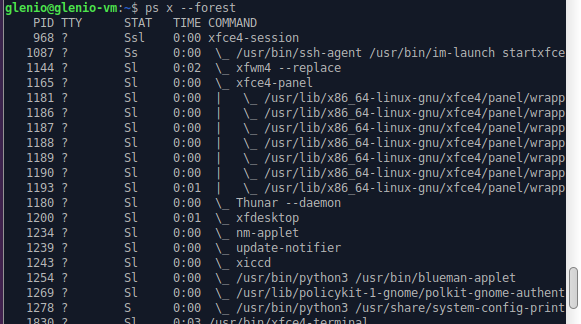 glenio@glenio-vm:~$ ps x --forest
    PID TTY      STAT   TIME COMMAND
    968 ?        Ssl    0:00 xfce4-session
   1087 ?        Ss     0:00  \_ /usr/bin/ssh-agent /usr/bin/im-launch startxfce
   1144 ?        Sl     0:02  \_ xfwm4 --replace
   1165 ?        Sl     0:00  \_ xfce4-panel
   1181 ?        Sl     0:00  |   \_ /usr/lib/x86_64-linux-gnu/xfce4/panel/wrapp
   1186 ?        Sl     0:00  |   \_ /usr/lib/x86_64-linux-gnu/xfce4/panel/wrapp
   1187 ?        Sl     0:00  |   \_ /usr/lib/x86_64-linux-gnu/xfce4/panel/wrapp
   1188 ?        Sl     0:00  |   \_ /usr/lib/x86_64-linux-gnu/xfce4/panel/wrapp
   1189 ?        Sl     0:00  |   \_ /usr/lib/x86_64-linux-gnu/xfce4/panel/wrapp
   1190 ?        Sl     0:00  |   \_ /usr/lib/x86_64-linux-gnu/xfce4/panel/wrapp
   1193 ?        Sl     0:01  |   \_ /usr/lib/x86_64-linux-gnu/xfce4/panel/wrapp
   1180 ?        Sl     0:00  \_ Thunar --daemon
   1200 ?        Sl     0:01  \_ xfdesktop
   1234 ?        Sl     0:00  \_ nm-applet
   1239 ?        Sl     0:00  \_ update-notifier
   1243 ?        Sl     0:00  \_ xiccd
   1254 ?        Sl     0:00  \_ /usr/bin/python3 /usr/bin/blueman-applet
   1269 ?        Sl     0:00  \_ /usr/lib/policykit-1-gnome/polkit-gnome-authent
   1278 ?        S      0:00  \_ /usr/bin/python3 /usr/share/system-config-print
   1830 ?        Sl     0:03 /usr/bin/xfce4-terminal